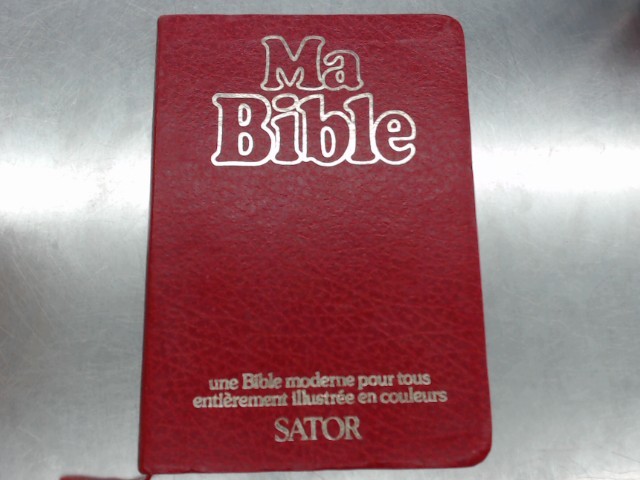 Ma
Bible
une Bible moderne pour tous
entièrement illustrée en couleurs
SATOR